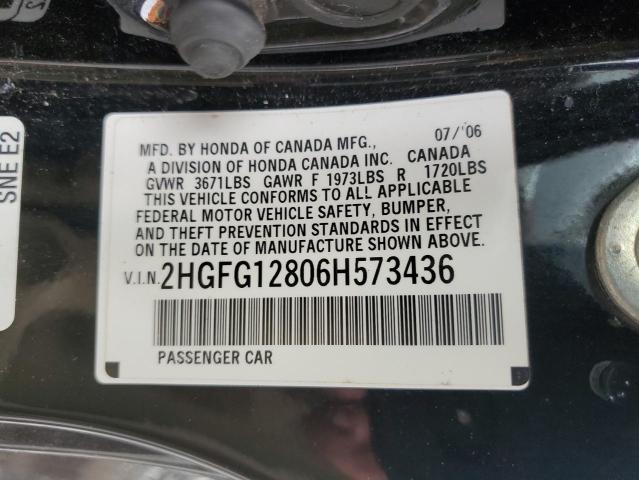 MFD. BY HONDA OF CANADA MFG., 07/'06
A DIVISION OF HONDA CANADA INC. CANADA
GVWR 3671LBS GAWR F 1973LBS R 1720LBS
THIS VEHICLE CONFORMS TO ALL APPLICABLE
FEDERAL MOTOR VEHICLE SAFETY, BUMPER,
AND THEFT PREVENTION STANDARDS IN EFFECT
ON THE DATE OF MANUFACTURE SHOWN ABOVE.
V.I.N. 2HGFG12806H573436
PASSENGER CAR
SNE E2